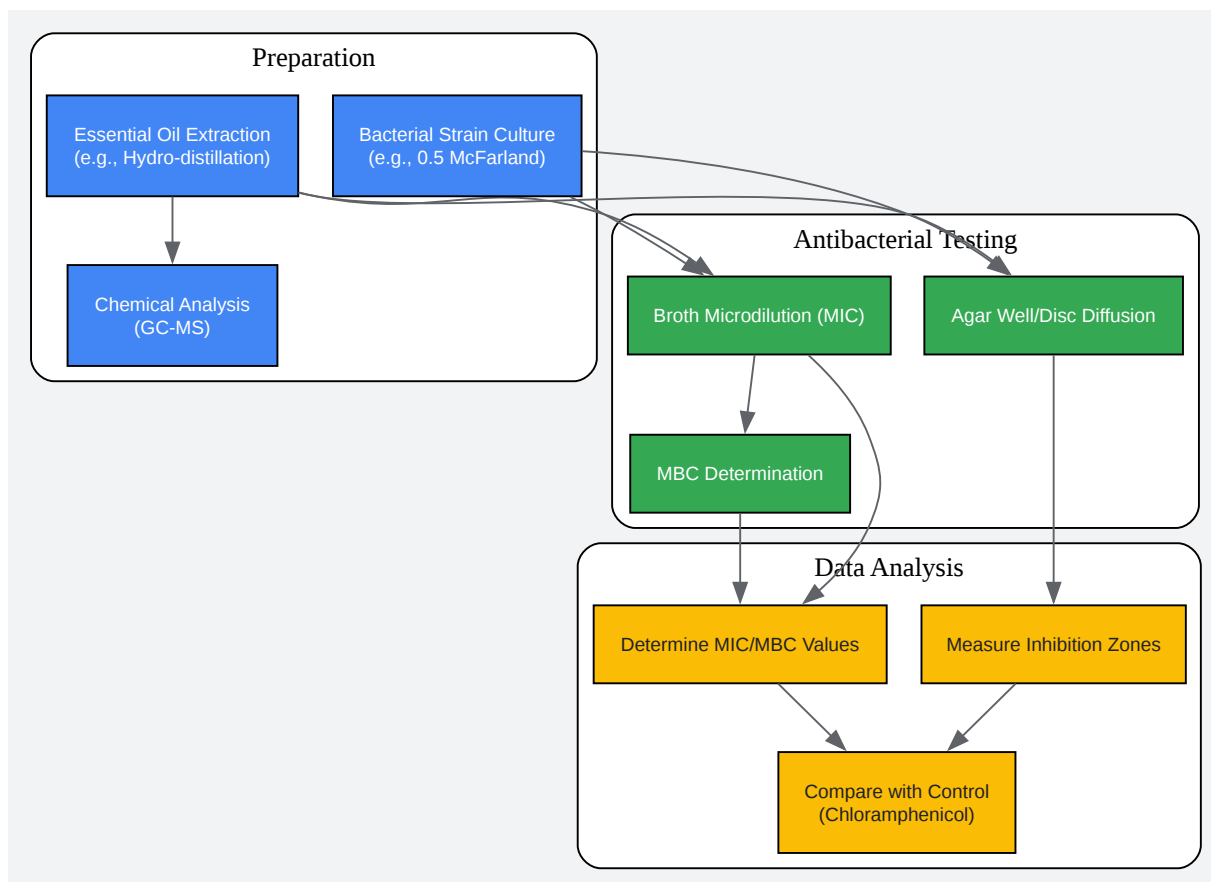 Preparation
Essential Oil Extraction
(e.g., Hydro-distillation)
Bacterial Strain Culture
(e.g., 0.5 McFarland)
Chemical Analysis
(GC-MS)
Antibacterial Testing
Broth Microdilution (MIC)
Agar Well/Disc Diffusion
MBC Determination
Data Analysis
Determine MIC/MBC Values
Measure Inhibition Zones
Compare with Control
(Chloramphenicol)